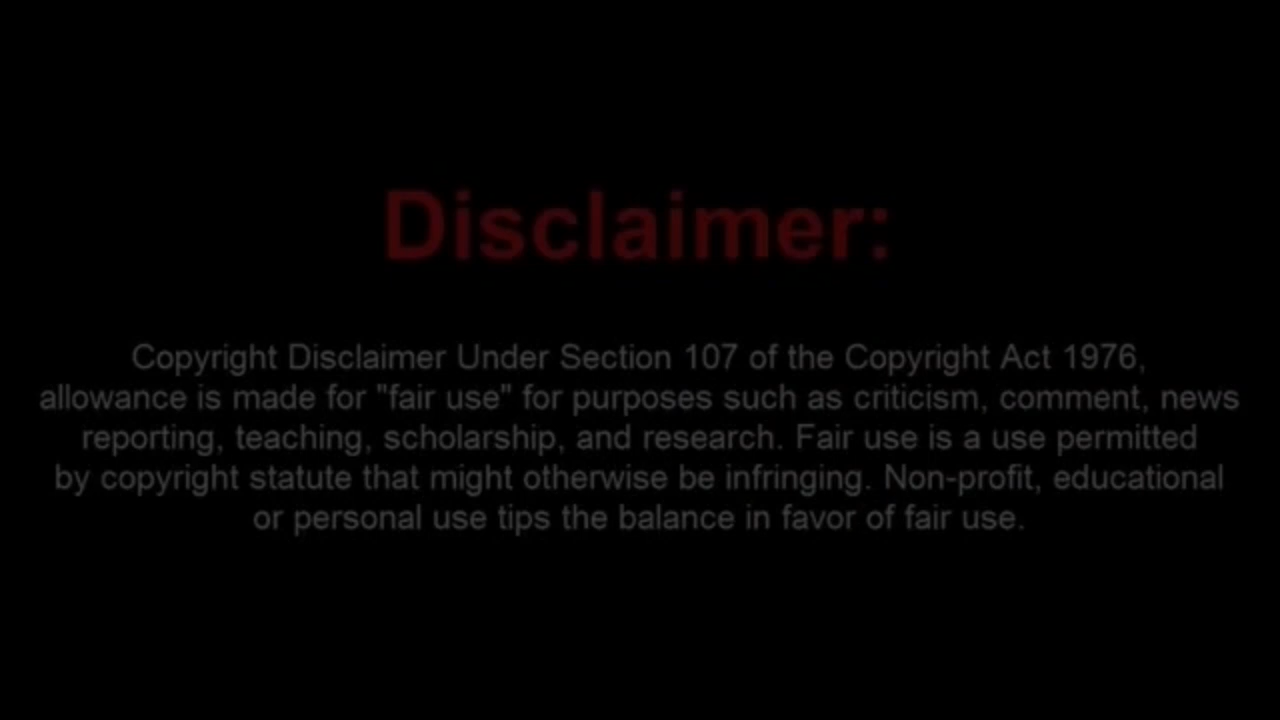 Disclaimer:
Copyright Disclaimer Under Section 107 of the Copyright Act 1976,
allowance is made for "fair use" for purposes such as criticism, comment, news
reporting, teaching, scholarship, and research. Fair use is a use permitted
by copyright statute that might otherwise be infringing. Non-profit, educational
or personal use tips the balance in favor of fair use.